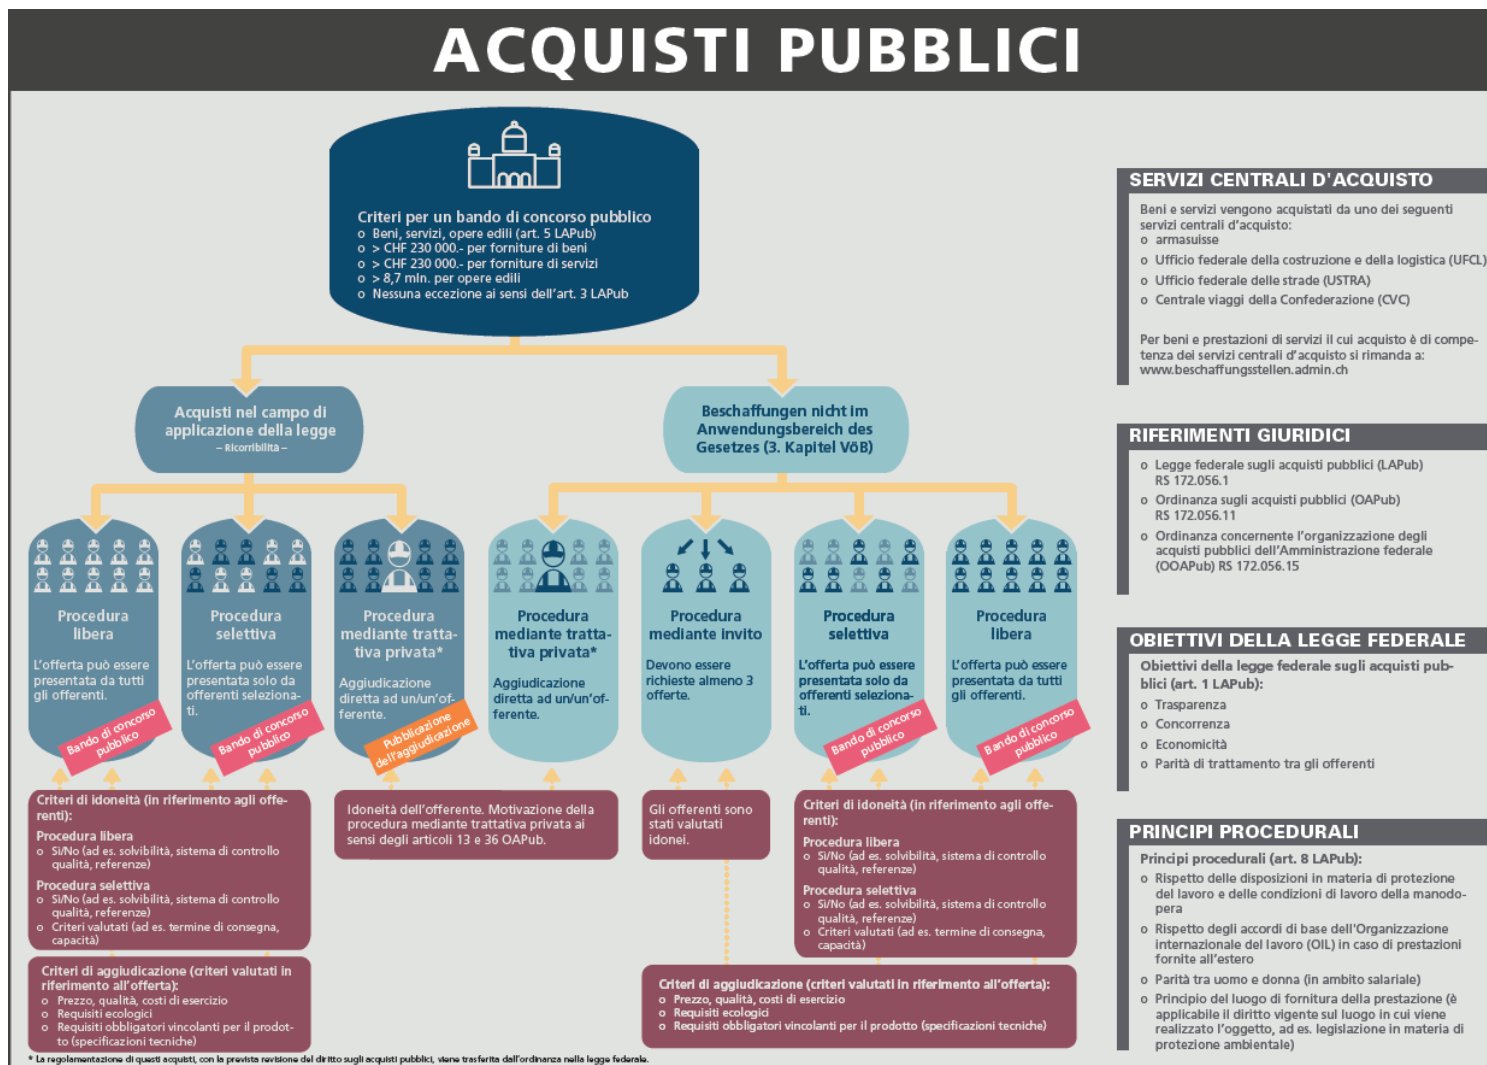 ACQUISTI PUBBLICI
Criteri per un bando di concorso pubblico
o Beni, servizi, opere edili (art. 5 LAPub)
o > CHF 230 000.- per forniture di beni
o > CHF 230 000.- per forniture di servizi
o > 8,7 mln. per opere edili
o Nessuna eccezione ai sensi dell'art. 3 LAPub
Acquisti nel campo di
applicazione della legge
– Ricorribilità –
Beschaffungen nicht im
Anwendungsbereich des
Gesetzes (3. Kapitel VöB)
Procedura
libera
L'offerta può essere
presentata da tutti
gli offerenti.
Bando di concorso
pubblico
Procedura
selettiva
L'offerta può essere
presentata solo da
offerenti seleziona-
ti.
Bando di concorso
pubblico
Procedura
mediante tratta-
tiva privata*
Aggiudicazione
diretta ad un/un'of-
ferente.
Pubblicazione
dell'aggiudicazione
Procedura
mediante tratta-
tiva privata*
Aggiudicazione
diretta ad un/un'of-
ferente.
Procedura
mediante invito
Devono essere
richieste almeno 3
offerte.
Procedura
selettiva
L'offerta può essere
presentata solo da
offerenti seleziona-
ti.
Bando di concorso
pubblico
Procedura
libera
L'offerta può essere
presentata da tutti
gli offerenti.
Bando di concorso
pubblico
Criteri di idoneità (in riferimento agli offe-
renti):
Procedura libera
o Sì/No (ad es. solvibilità, sistema di controllo
qualità, referenze)
Procedura selettiva
o Sì/No (ad es. solvibilità, sistema di controllo
qualità, referenze)
o Criteri valutati (ad es. termine di consegna,
capacità)
Criteri di aggiudicazione (criteri valutati in
riferimento all'offerta):
o Prezzo, qualità, costi di esercizio
o Requisiti ecologici
o Requisiti obbligatori vincolanti per il prodot-
to (specificazioni tecniche)
Idoneità dell'offerente. Motivazione della
procedura mediante trattativa privata ai
sensi degli articoli 13 e 36 OAPub.
Gli offerenti sono
stati valutati
idonei.
Criteri di idoneità (in riferimento agli offe-
renti):
Procedura libera
o Sì/No (ad es. solvibilità, sistema di controllo
qualità, referenze)
Procedura selettiva
o Sì/No (ad es. solvibilità, sistema di controllo
qualità, referenze)
o Criteri valutati (ad es. termine di consegna,
capacità)
Criteri di aggiudicazione (criteri valutati in riferimento all'offerta):
o Prezzo, qualità, costi di esercizio
o Requisiti ecologici
o Requisiti obbligatori vincolanti per il prodotto (specificazioni tecniche)
* La regolamentazione di questi acquisti, con la prevista revisione del diritto sugli acquisti pubblici, viene trasferita dall'ordinanza nella legge federale.
SERVIZI CENTRALI D'ACQUISTO
Beni e servizi vengono acquistati da uno dei seguenti
servizi centrali d'acquisto:
o armasuisse
o Ufficio federale della costruzione e della logistica (UFCL)
o Ufficio federale delle strade (USTRA)
o Centrale viaggi della Confederazione (CVC)
Per beni e prestazioni di servizi il cui acquisto è di compe-
tenza dei servizi centrali d'acquisto si rimanda a:
www.beschaffungsstellen.admin.ch
RIFERIMENTI GIURIDICI
o Legge federale sugli acquisti pubblici (LAPub)
RS 172.056.1
o Ordinanza sugli acquisti pubblici (OAPub)
RS 172.056.11
o Ordinanza concernente l'organizzazione degli
acquisti pubblici dell'Amministrazione federale
(OOAPub) RS 172.056.15
OBIETTIVI DELLA LEGGE FEDERALE
Obiettivi della legge federale sugli acquisti pub-
blici (art. 1 LAPub):
o Trasparenza
o Concorrenza
o Economicità
o Parità di trattamento tra gli offerenti
PRINCIPI PROCEDURALI
Principi procedurali (art. 8 LAPub):
o Rispetto delle disposizioni in materia di protezione
del lavoro e delle condizioni di lavoro della manodo-
pera
o Rispetto degli accordi di base dell'Organizzazione
internazionale del lavoro (OIL) in caso di prestazioni
fornite all'estero
o Parità tra uomo e donna (in ambito salariale)
o Principio del luogo di fornitura della prestazione (è
applicabile il diritto vigente sul luogo in cui viene
realizzato l'oggetto, ad es. legislazione in materia di
protezione ambientale)